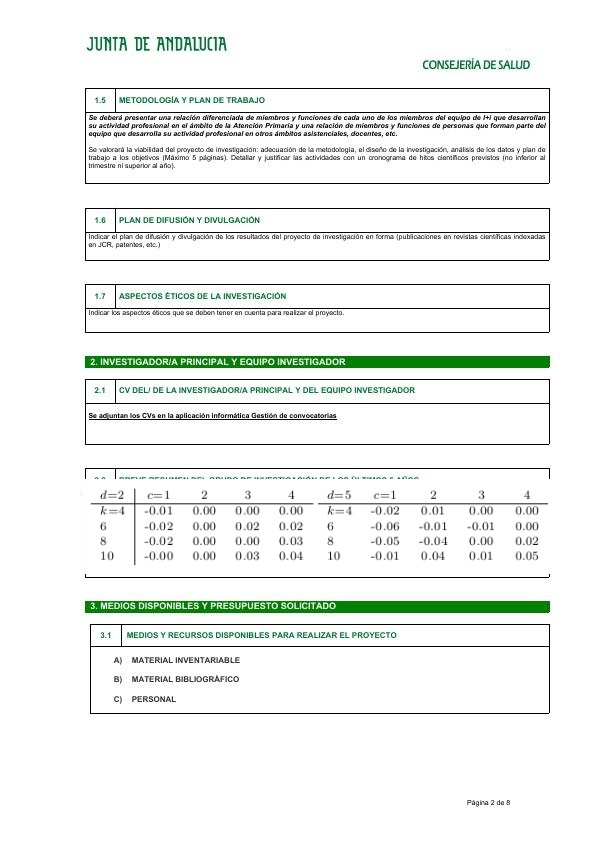 JUNTA DE ANDALUCIA
CONSEJERÍA DE SALUD
1.5 METODOLOGÍA Y PLAN DE TRABAJO
Se deberá presentar una relación diferenciada de miembros y funciones de cada uno de los miembros del equipo de I+i que desarrollan
su actividad profesional en el ámbito de la Atención Primaria y una relación de miembros y funciones de personas que forman parte del
equipo que desarrolla su actividad profesional en otros ámbitos asistenciales, docentes, etc.
Se valorará la viabilidad del proyecto de investigación: adecuación de la metodología, el diseño de la investigación, análisis de los datos y plan de
trabajo a los objetivos (Máximo 5 páginas). Detallar y justificar las actividades con un cronograma de hitos científicos previstos (no inferior al
trimestre ni superior al año).
1.6 PLAN DE DIFUSIÓN Y DIVULGACIÓN
Indicar el plan de difusión y divulgación de los resultados del proyecto de investigación en forma (publicaciones en revistas científicas indexadas
en JCR, patentes, etc.)
1.7 ASPECTOS ÉTICOS DE LA INVESTIGACIÓN
Indicar los aspectos éticos que se deben tener en cuenta para realizar el proyecto.
2. INVESTIGADOR/A PRINCIPAL Y EQUIPO INVESTIGADOR
2.1 CV DEL/ DE LA INVESTIGADOR/A PRINCIPAL Y DEL EQUIPO INVESTIGADOR
Se adjuntan los CVs en la aplicación Informática Gestión de convocatorias
d=2 c=1 2 3 4 d=5 c=1 2 3 4
k=4 -0.01 0.00 0.00 0.00 k=4 -0.02 0.01 0.00 0.00
6 -0.02 0.00 0.02 0.02 6 -0.06 -0.01 -0.01 0.00
8 -0.02 0.00 0.00 0.03 8 -0.05 -0.04 0.00 0.02
10 -0.00 0.00 0.03 0.04 10 -0.01 0.04 0.01 0.05
3. MEDIOS DISPONIBLES Y PRESUPUESTO SOLICITADO
3.1 MEDIOS Y RECURSOS DISPONIBLES PARA REALIZAR EL PROYECTO
A) MATERIAL INVENTARIABLE
B) MATERIAL BIBLIOGRÁFICO
C) PERSONAL
Página 2 de 8